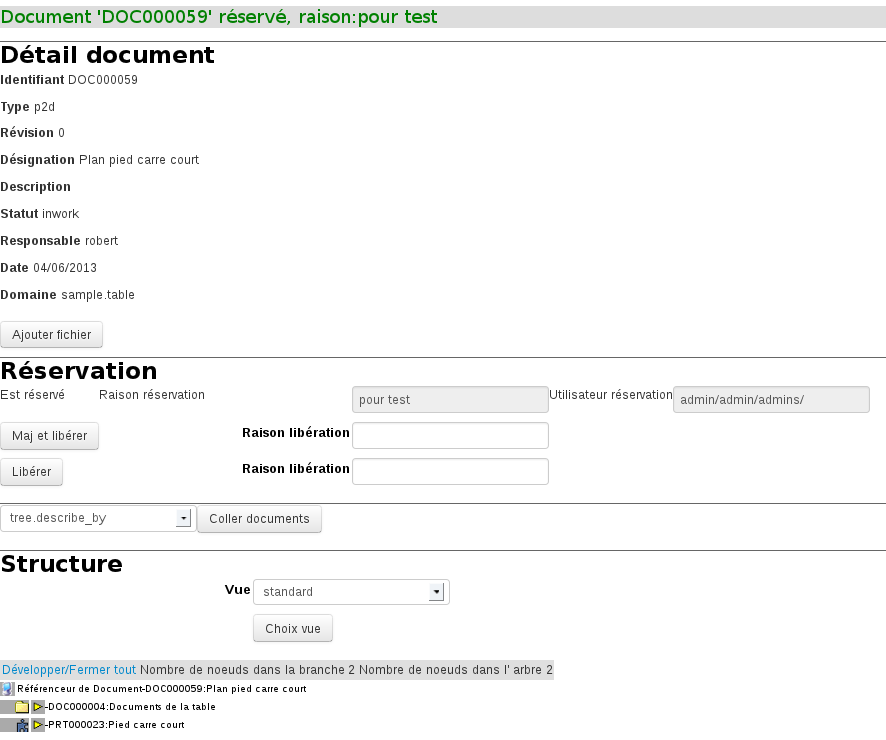 Document 'DOC000059' réservé, raison:pour test
Détail document
Identifiant DOC000059
Type p2d
Révision 0
Désignation Plan pied carre court
Description
Statut inwork
Responsable robert
Date 04/06/2013
Domaine sample.table
Ajouter fichier
Réservation
Est réservé Raison réservation pour test Utilisateur réservation admin/admin/admins/
Maj et libérer Raison libération
Libérer Raison libération
tree.describe_by Coller documents
Structure
Vue standard
Choix vue
Développer/Fermer tout Nombre de noeuds dans la branche 2 Nombre de noeuds dans l' arbre 2
Référenceur de Document-DOC000059:Plan pied carre court
-DOC000004:Documents de la table
-PRT000023:Pied carre court